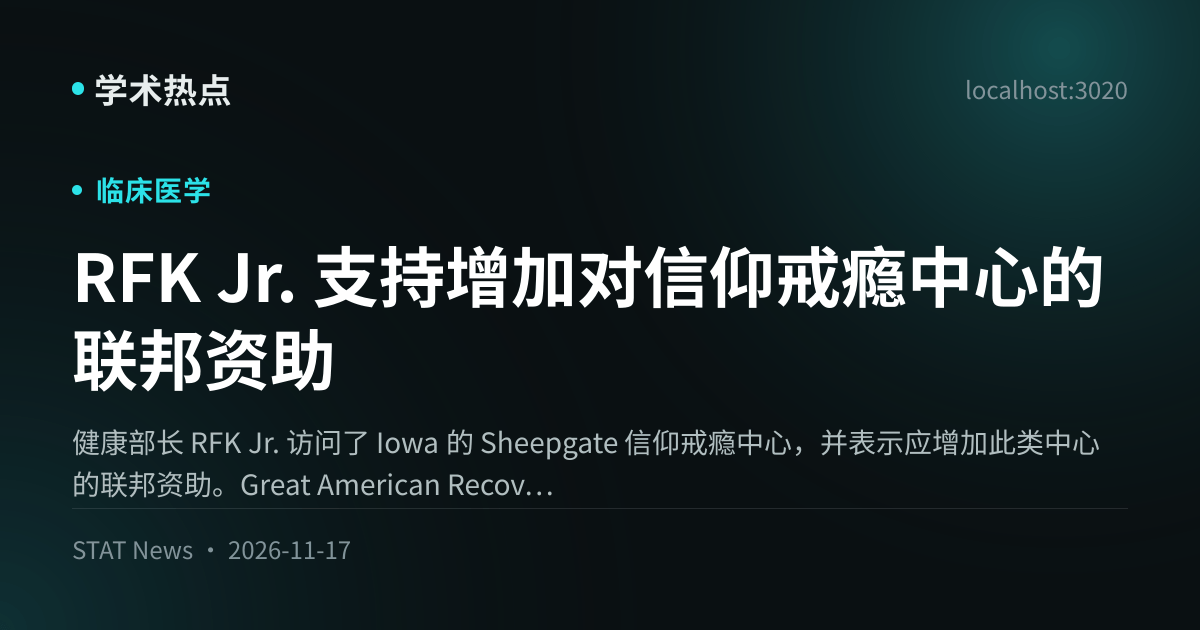 学术热点
localhost:3020
临床医学
RFK Jr. 支持增加对信仰戒瘾中心的
联邦资助
健康部长 RFK Jr. 访问了 Iowa 的 Sheepgate 信仰戒瘾中心，并表示应增加此类中心
的联邦资助。Great American Recov…
STAT News · 2026-11-17